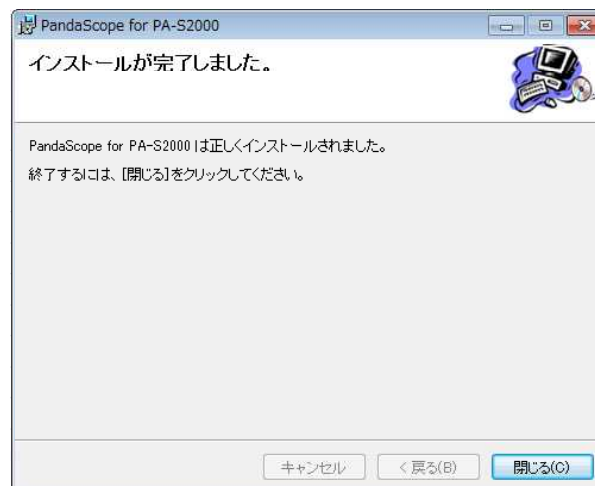 PandaScope for PA-S2000
インストールが完了しました。
PandaScope for PA-S2000 は正しくインストールされました。
終了するには、[閉じる]をクリックしてください。
キャンセル
< 戻る(B)
閉じる(C)